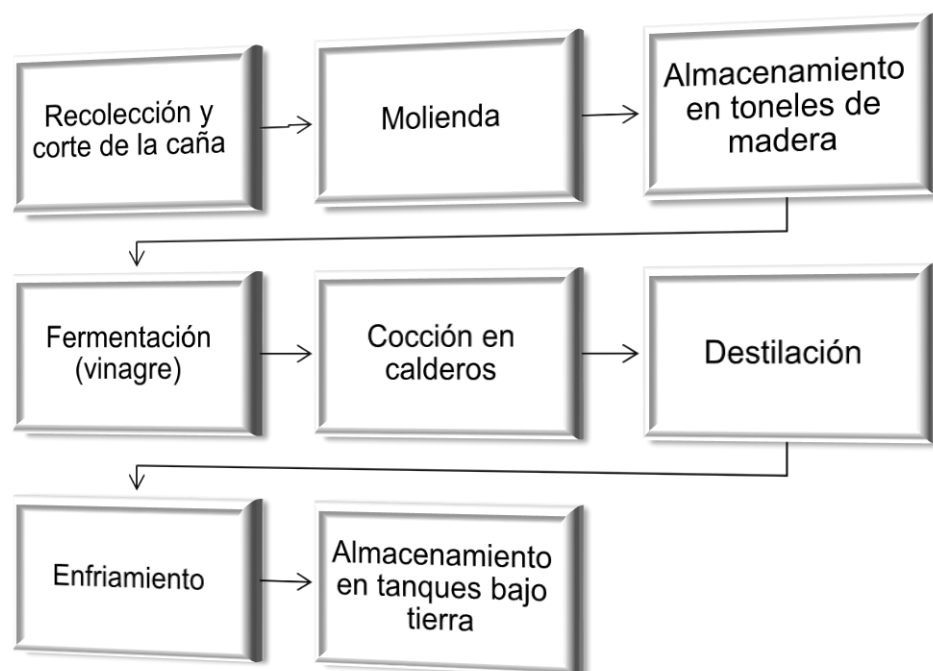 Recolección y
corte de la caña
Molienda
Almacenamiento
en toneles de
madera
Fermentación
(vinagre)
Cocción en
calderos
Destilación
Enfriamiento
Almacenamiento
en tanques bajo
tierra